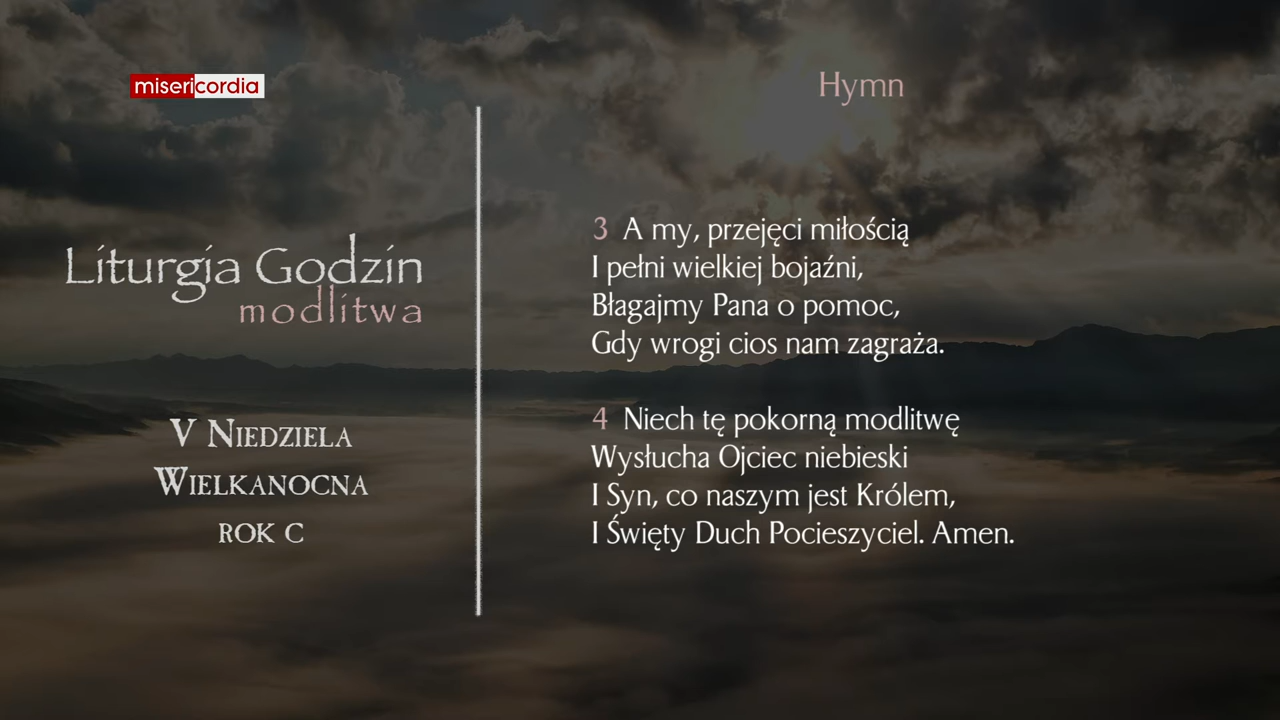 misericordia
Liturgia Godzin
modlitwa
V Niedziela
Wielkanocna
rok C
Hymn
3 A my, przejęci miłością
I pełni wielkiej bojaźni,
Błagajmy Pana o pomoc,
Gdy wrogi cios nam zagraża.
4 Niech tę pokorną modlitwę
Wysłucha Ojciec niebieski
I Syn, co naszym jest Królem,
I Święty Duch Pocieszyciel. Amen.